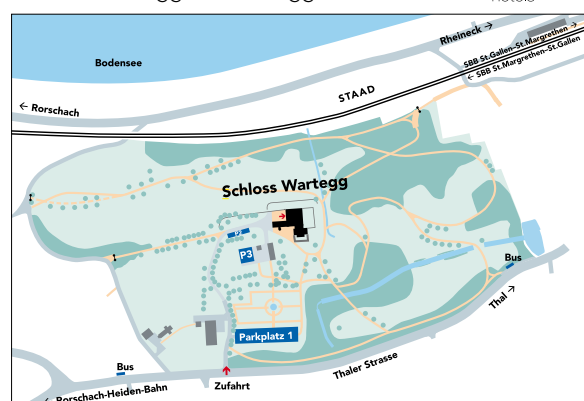 Rheineck →
SBB St.Gallen–St.Margrethen →
← SBB St.Margrethen–St.Gallen
Bodensee
STAAD
← Rorschach
Schloss Wartegg
P3
Bus
Thal →
Parkplatz 1
Thaler Strasse
Bus
Zufahrt
← Rorschach-Heiden-Bahn